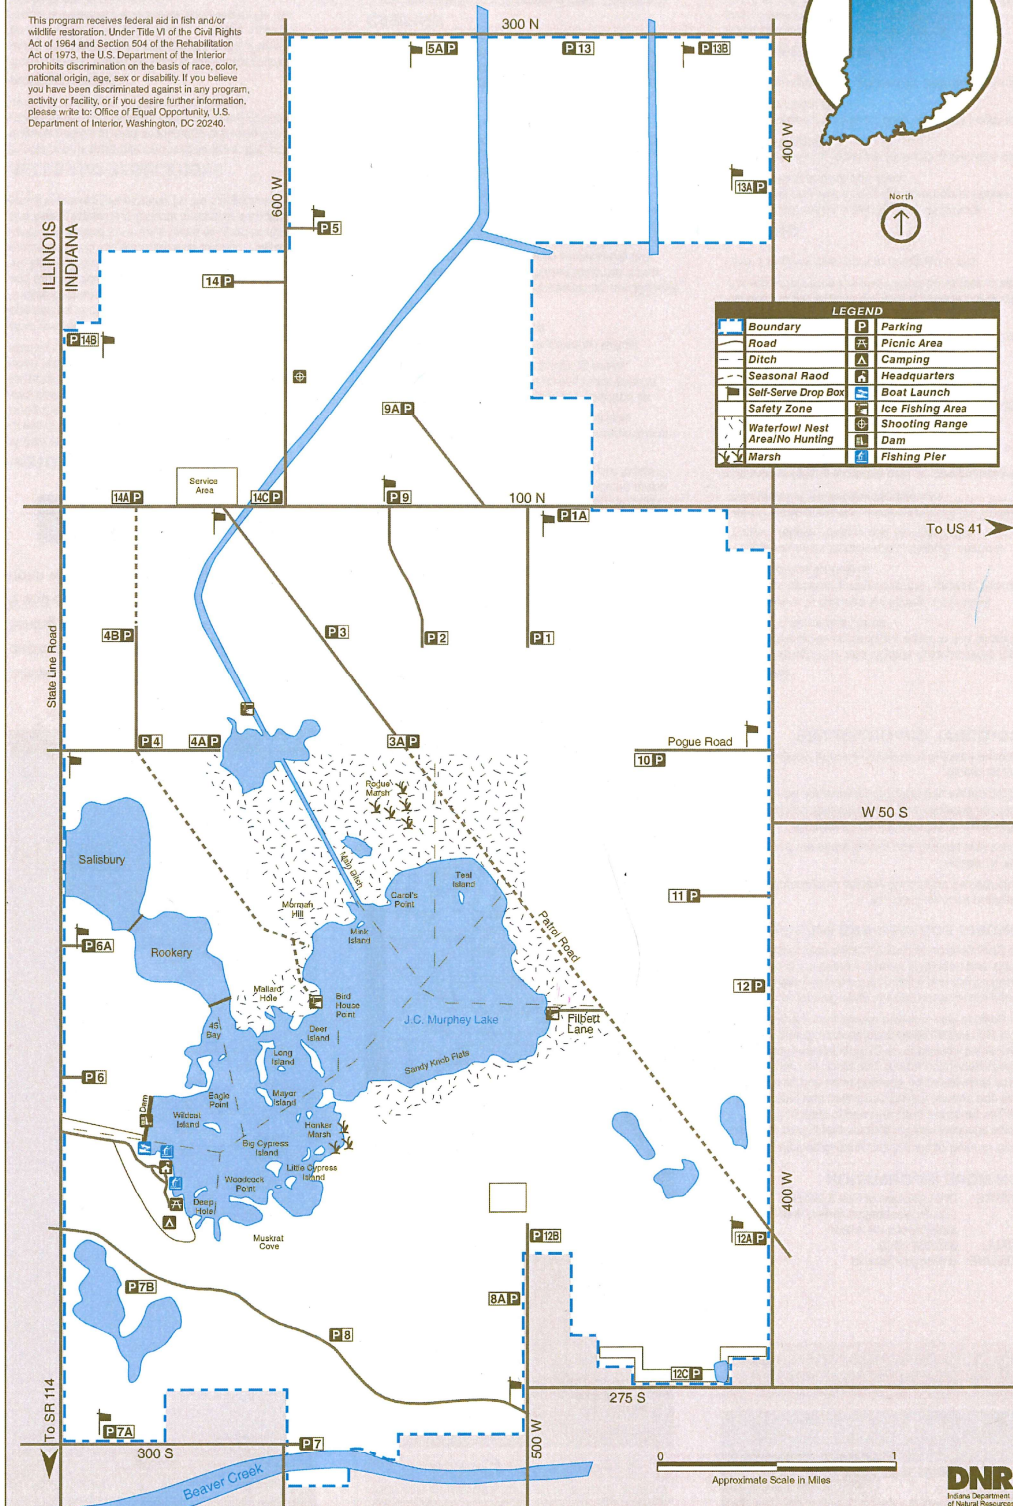 This program receives federal aid in fish and/or
wildlife restoration. Under Title VI of the Civil Rights
Act of 1964 and Section 504 of the Rehabilitation
Act of 1973, the U.S. Department of the Interior
prohibits discrimination on the basis of race, color,
national origin, age, sex or disability. If you believe
you have been discriminated against in any program,
activity or facility, or if you desire further information,
please write to: Office of Equal Opportunity, U.S.
Department of Interior, Washington, DC 20240.
300 N
5A P
P 13
P 13B
400 W
13A P
600 W
P 5
North
ILLINOIS
INDIANA
14 P
P 14B
LEGEND
Boundary
P Parking
Road
Picnic Area
Ditch
Camping
Seasonal Raod
Headquarters
Self-Serve Drop Box
Boat Launch
Safety Zone
Ice Fishing Area
Waterfowl Nest
Area/No Hunting
Shooting Range
Dam
Marsh
Fishing Pier
9A P
Service
Area
14A P
14C P
P 9
100 N
P 1A
To US 41
State Line Road
4B P
P 3
P 2
P 1
P 4
4A P
3A P
Pogue Road
10 P
Rogue
Marsh
W 50 S
Salisbury
Main Ditch
Teal
Island
Carol's
Point
11 P
Morman
Hill
Mink
Island
Patrol Road
P 6A
Rookery
12 P
Mallard
Hole
Bird
House
Point
J.C. Murphey Lake
Filbert
Lane
45
Bay
Deer
Island
Long
Island
Sandy Knob Flats
P 6
Eagle
Point
Mayor
Island
Dam
Wildcat
Island
Honker
Marsh
Big Cypress
Island
Little Cypress
Island
Woodcock
Point
Deep
Hole
Muskrat
Cove
400 W
12A P
P 12B
P 7B
8A P
P 8
12C P
275 S
To SR 114
P 7A
300 S
P 7
500 W
Beaver Creek
0
1
Approximate Scale in Miles
DNR
Indiana Department
of Natural Resources